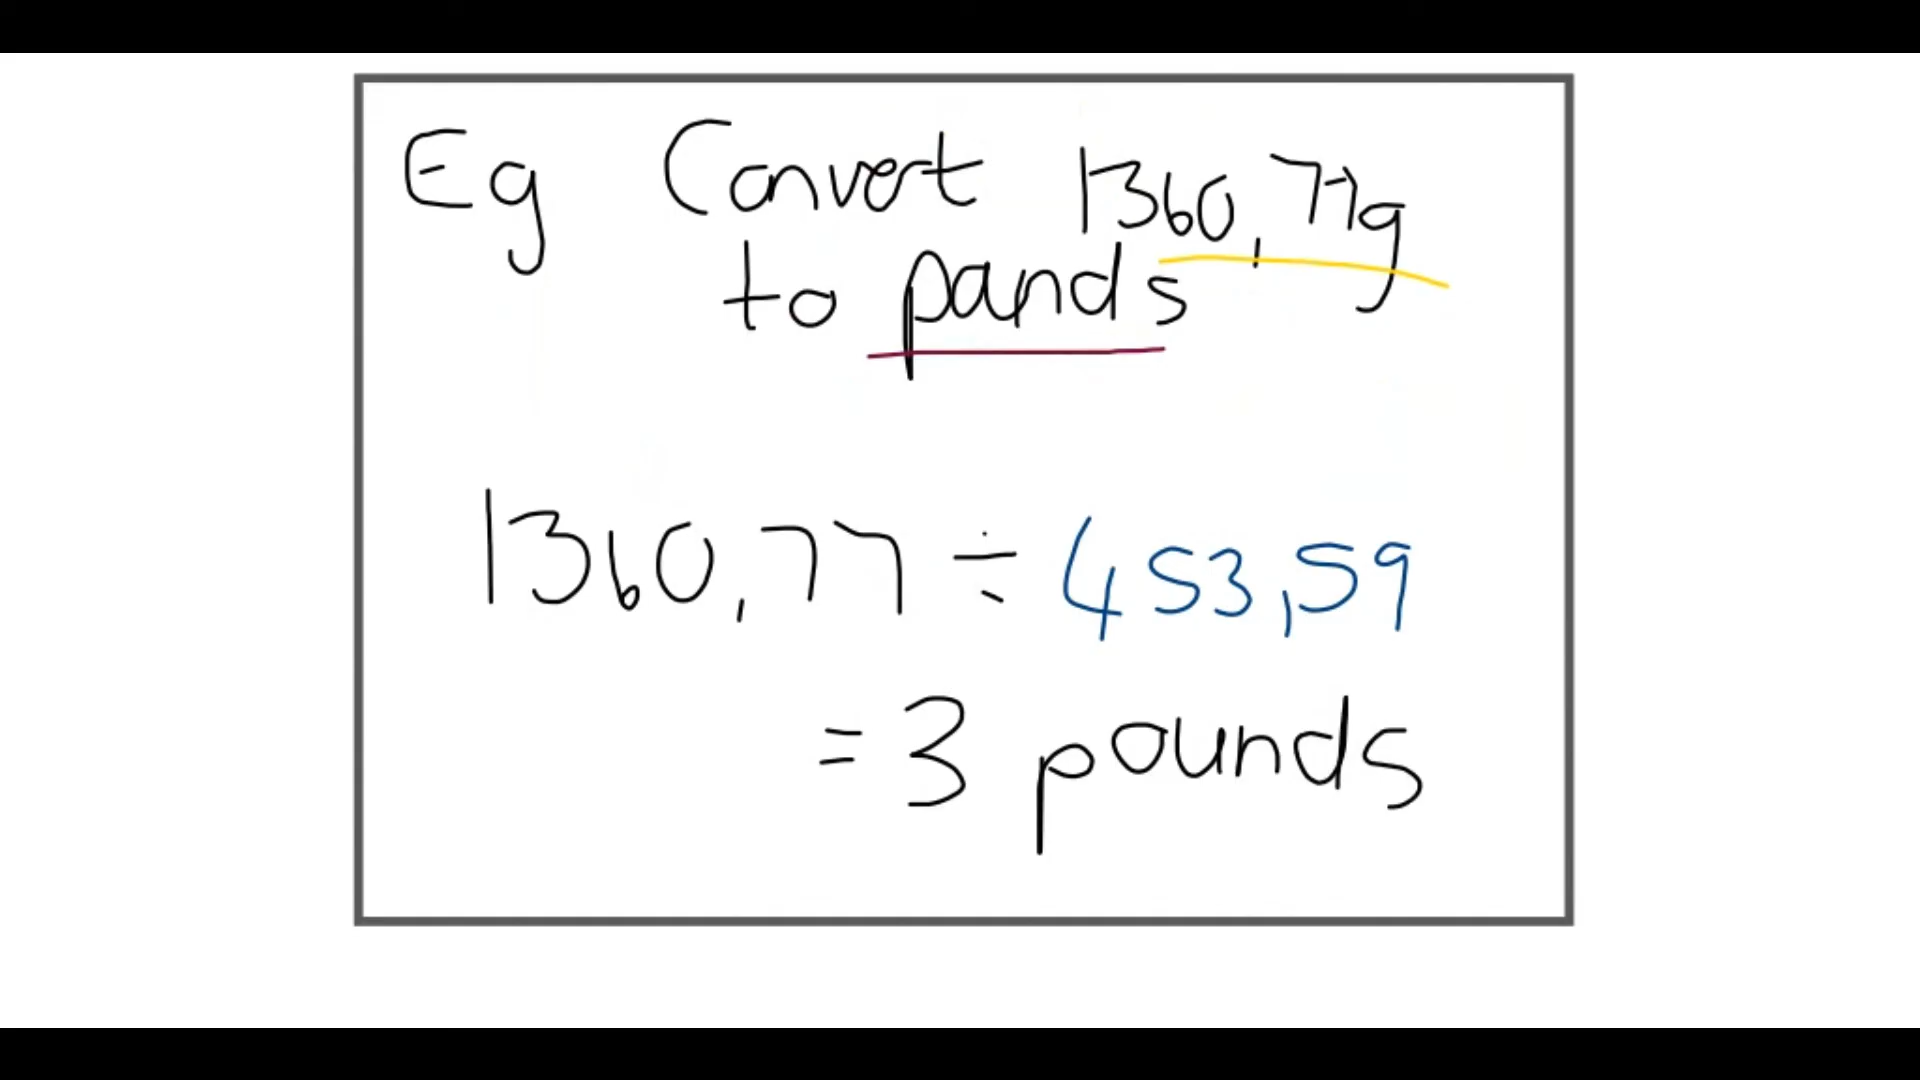 Eg Convert 1360,77g
to pands
1360,77 ÷ 453,59
= 3 pounds